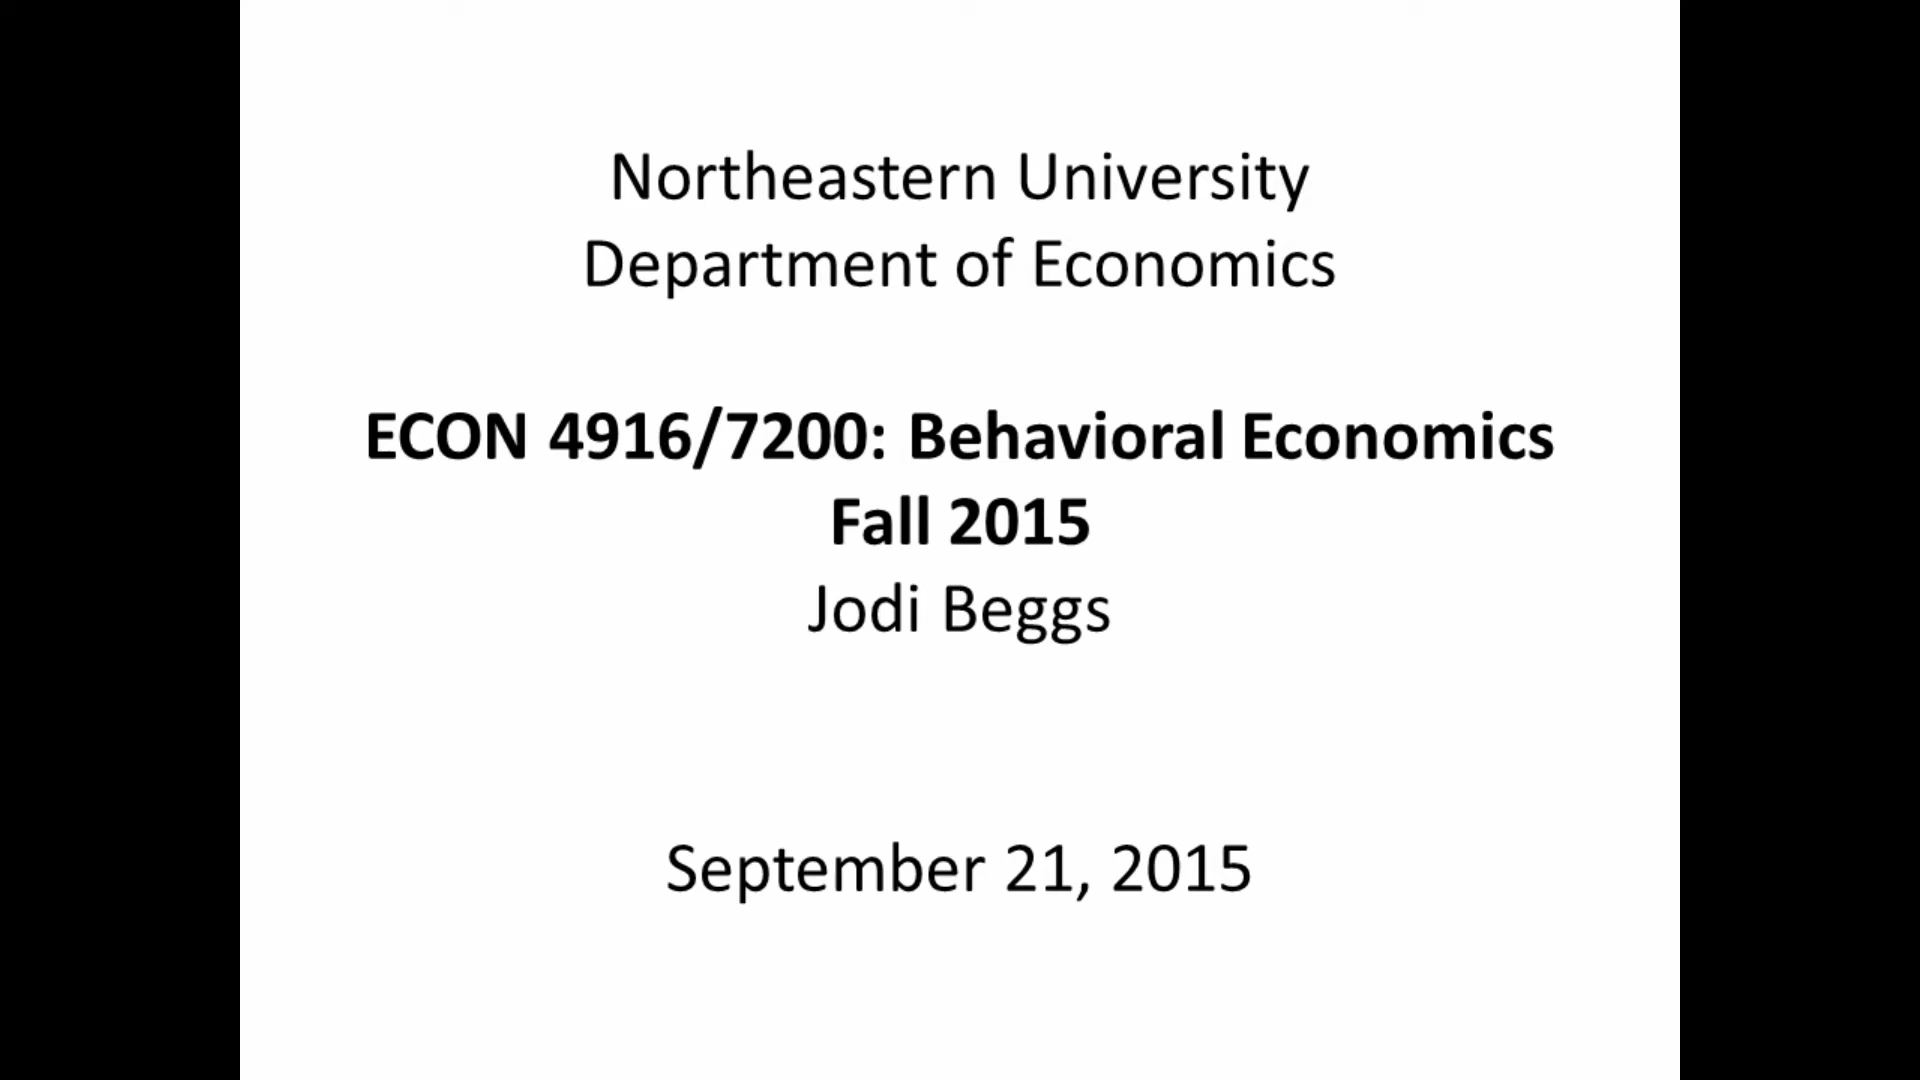 Northeastern University
Department of Economics
ECON 4916/7200: Behavioral Economics
Fall 2015
Jodi Beggs
September 21, 2015